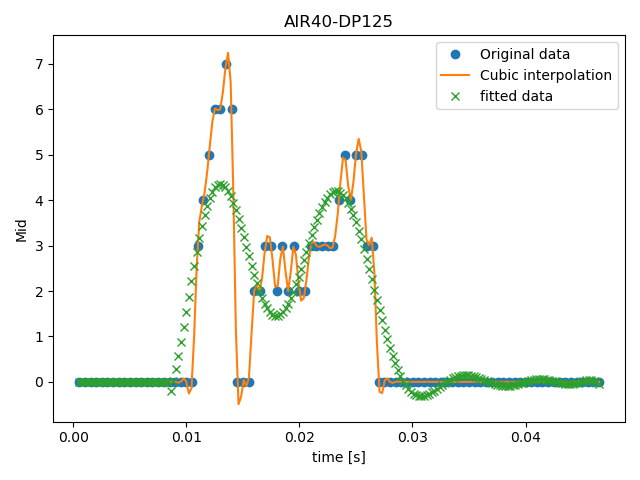 AIR40-DP125
Original data
Cubic interpolation
fitted data
Mid
7
6
5
4
3
2
1
0
0.00
0.01
0.02
0.03
0.04
time [s]